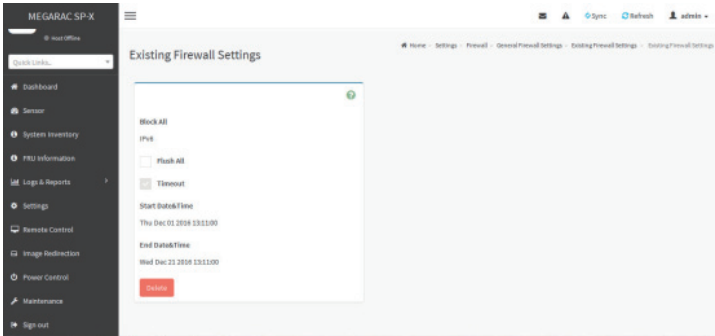 MEGARAC SP-X
Sync
Refresh
admin
Host Offline
Quick Links...
Dashboard
Sensor
System Inventory
FRU Information
Logs & Reports
Settings
Remote Control
Image Redirection
Power Control
Maintenance
Sign out
Existing Firewall Settings
Home - Settings - Firewall - General Firewall Settings - Existing Firewall Settings - Existing Firewall Settings
Block All
IPv6
Flush All
Timeout
Start Date&Time
Thu Dec 01 2016 13:11:00
End Date&Time
Wed Dec 21 2016 13:11:00
Delete